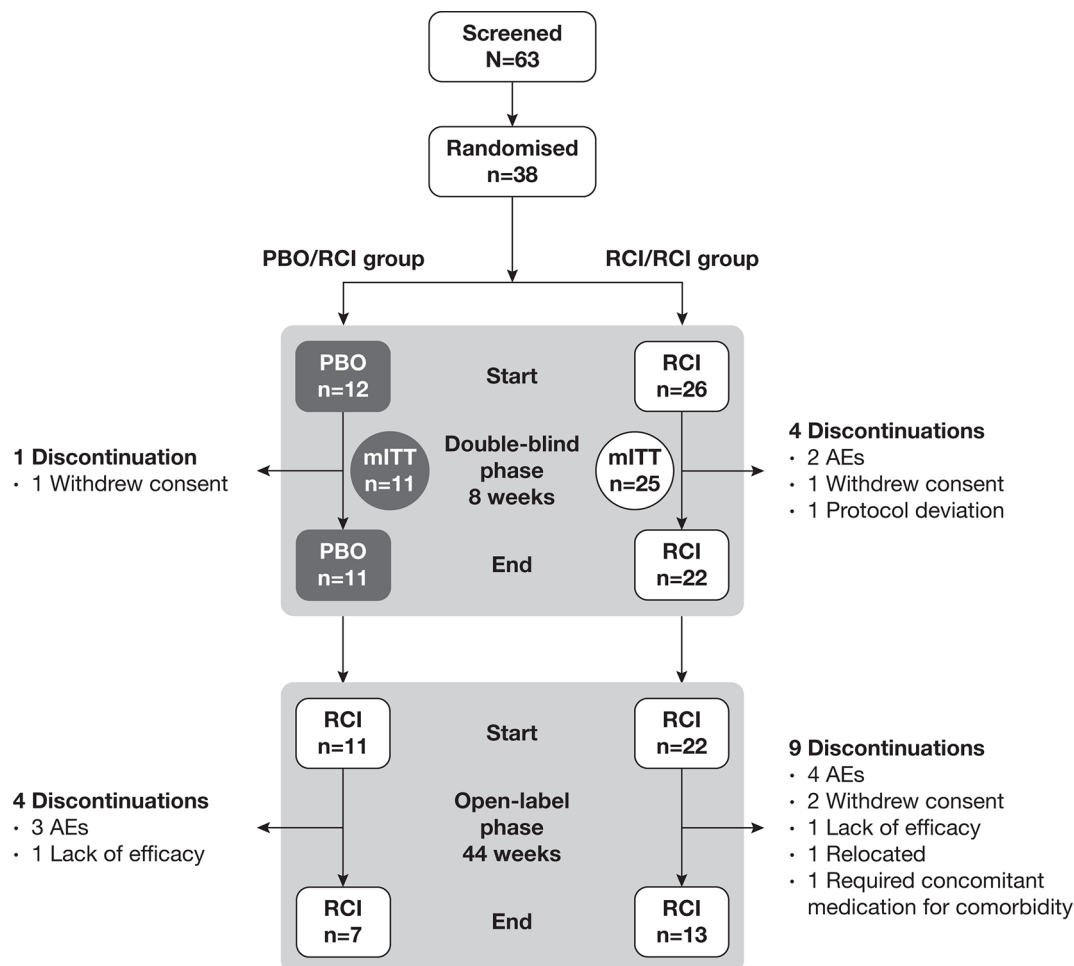 Screened
N=63
Randomised
n=38
PBO/RCI group
RCI/RCI group
PBO
n=12
Start
RCI
n=26
1 Discontinuation
· 1 Withdrew consent
mITT
n=11
Double-blind
phase
8 weeks
mITT
n=25
4 Discontinuations
· 2 AEs
· 1 Withdrew consent
· 1 Protocol deviation
PBO
n=11
End
RCI
n=22
RCI
n=11
Start
RCI
n=22
4 Discontinuations
· 3 AEs
· 1 Lack of efficacy
Open-label
phase
44 weeks
9 Discontinuations
· 4 AEs
· 2 Withdrew consent
· 1 Lack of efficacy
· 1 Relocated
· 1 Required concomitant
medication for comorbidity
RCI
n=7
End
RCI
n=13